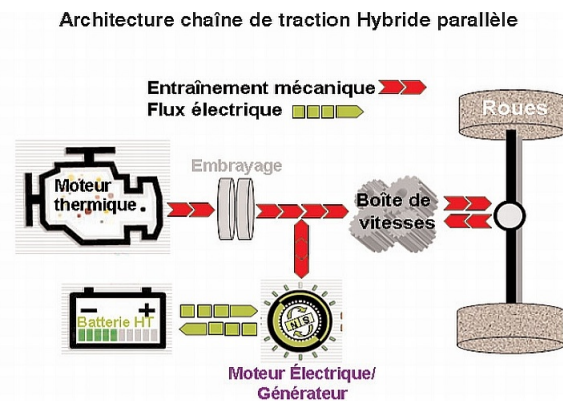 Architecture chaîne de traction Hybride parallèle
Entraînement mécanique
Flux électrique
Roues
Embrayage
Moteur
thermique
Boîte de
vitesses
Batterie HT
Moteur Électrique/
Générateur